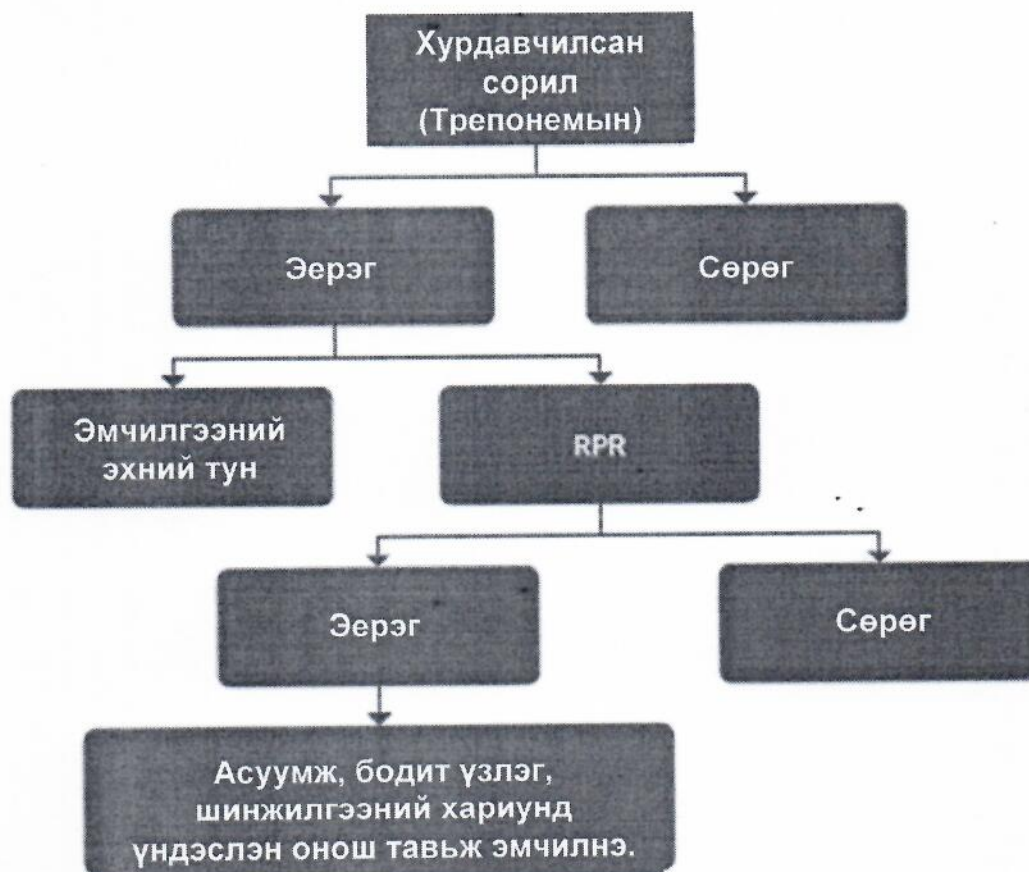 Хурдавчилсан
сорил
(Трепонемын)
Эерэг
Сөрөг
Эмчилгээний
эхний тун
RPR
Эерэг
Сөрөг
Асуумж, бодит үзлэг,
шинжилгээний хариунд
үндэслэн онош тавьж эмчилнэ.